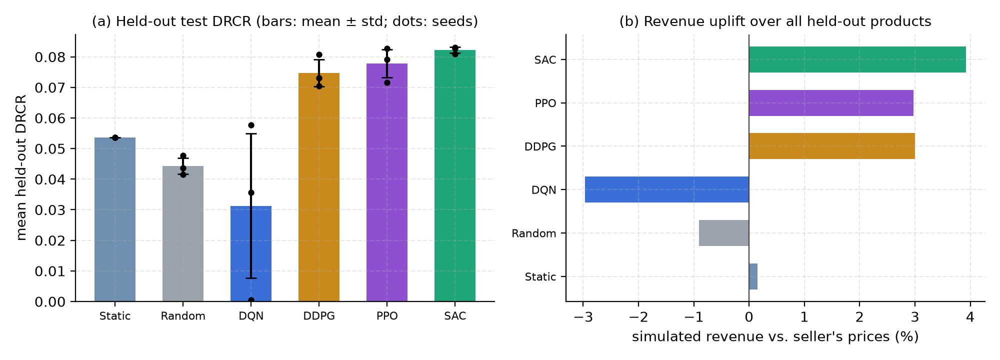 (a) Held-out test DRCR (bars: mean ± std; dots: seeds)
mean held-out DRCR
0.08
0.07
0.06
0.05
0.04
0.03
0.02
0.01
0.00
Static Random DQN DDPG PPO SAC
(b) Revenue uplift over all held-out products
SAC
PPO
DDPG
DQN
Random
Static
−3 −2 −1 0 1 2 3 4
simulated revenue vs. seller's prices (%)